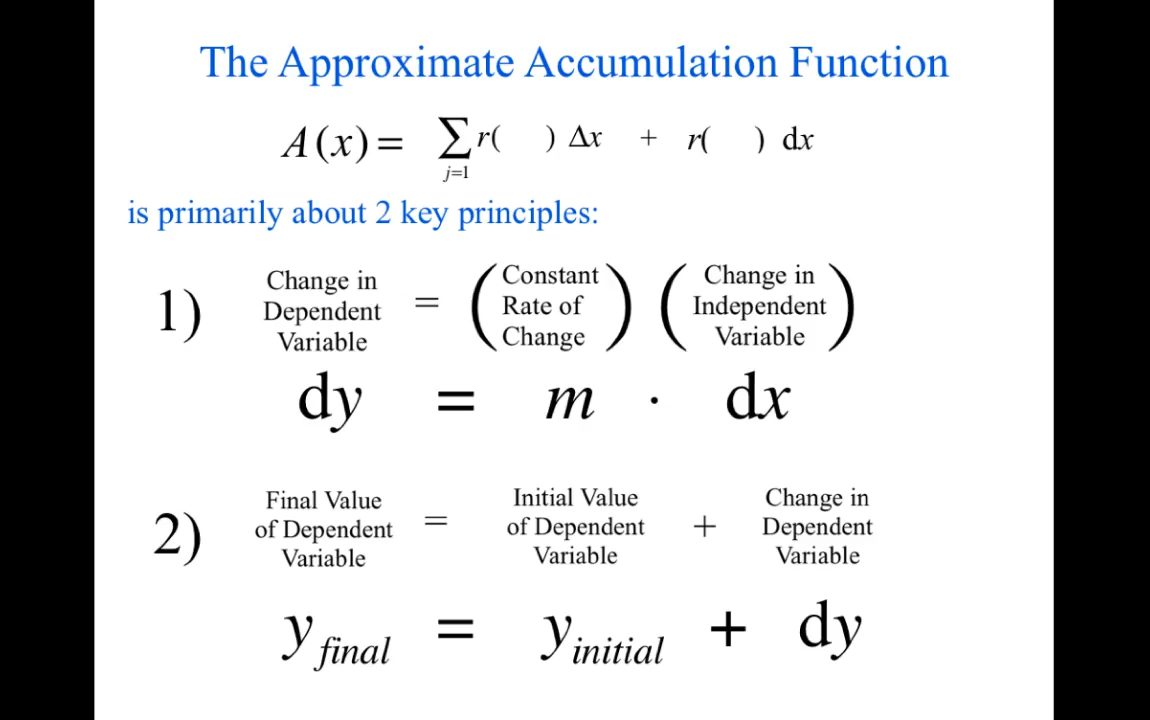 The Approximate Accumulation Function
A(x) = ∑ r( ) Δx + r( ) dx
j=1
is primarily about 2 key principles:
1) Change in Dependent Variable = (Constant Rate of Change) (Change in Independent Variable)
dy = m · dx
2) Final Value of Dependent Variable = Initial Value of Dependent Variable + Change in Dependent Variable
y final = y initial + dy